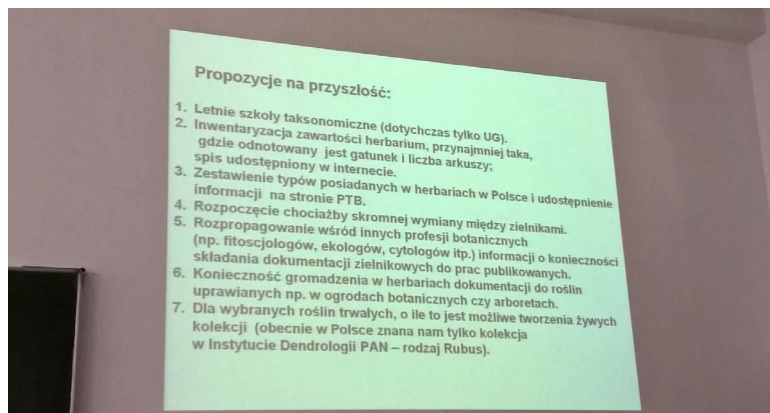 Propozycje na przyszłość:
1. Letnie szkoły taksonomiczne (dotychczas tylko UG).
2. Inwentaryzacja zawartości herbarium, przynajmniej taka,
gdzie odnotowany jest gatunek i liczba arkuszy;
spis udostępniony w internecie.
3. Zestawienie typów posiadanych w herbariach w Polsce i udostępnienie
informacji na stronie PTB.
4. Rozpoczęcie chociażby skromnej wymiany między zielnikami.
5. Rozpropagowanie wśród innych profesji botanicznych
(np. fitoscjologów, ekologów, cytologów itp.) informacji o konieczności
składania dokumentacji zielnikowych do prac publikowanych.
6. Konieczność gromadzenia w herbariach dokumentacji do roślin
uprawianych np. w ogrodach botanicznych czy arboretach.
7. Dla wybranych roślin trwałych, o ile to jest możliwe tworzenia żywych
kolekcji (obecnie w Polsce znana nam tylko kolekcja
w Instytucie Dendrologii PAN – rodzaj Rubus).